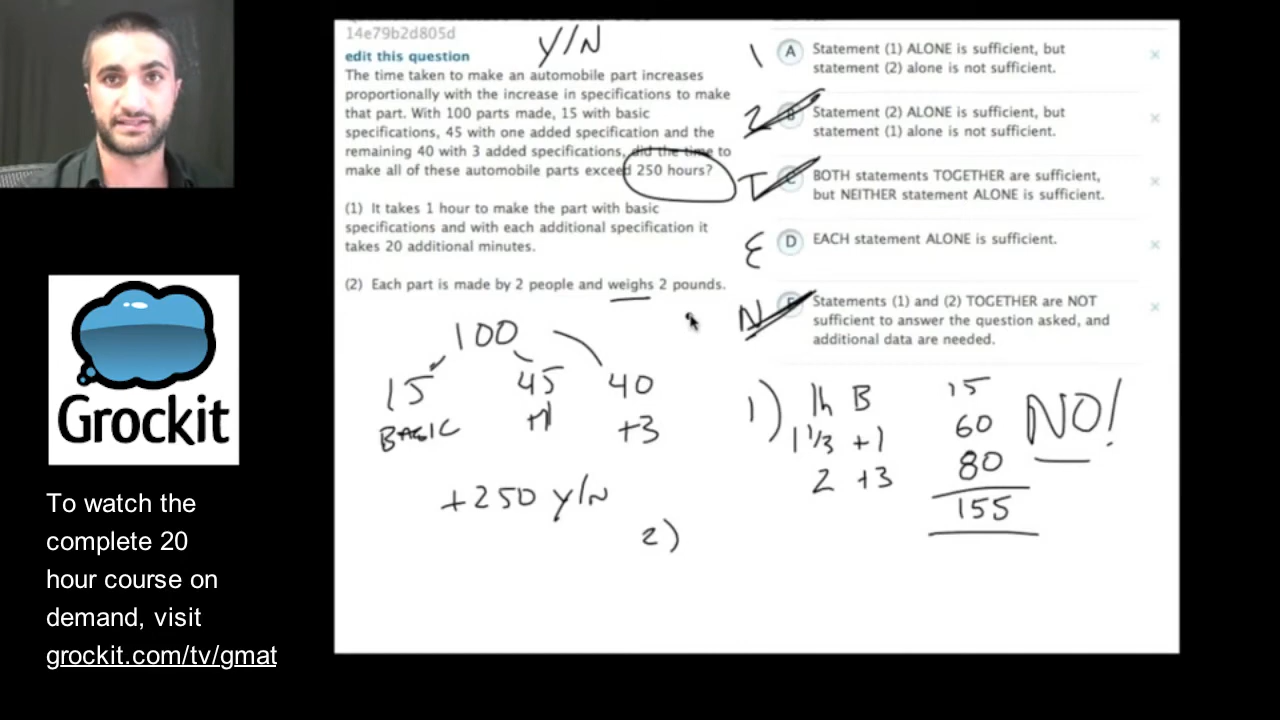 14e79b2d805d
Y/N
edit this question
The time taken to make an automobile part increases
proportionally with the increase in specifications to make
that part. With 100 parts made, 15 with basic
specifications, 45 with one added specification and the
remaining 40 with 3 added specifications, did the time to
make all of these automobile parts exceed 250 hours?
(1) It takes 1 hour to make the part with basic
specifications and with each additional specification it
takes 20 additional minutes.
(2) Each part is made by 2 people and weighs 2 pounds.
1 A Statement (1) ALONE is sufficient, but
statement (2) alone is not sufficient.
2 B Statement (2) ALONE is sufficient, but
statement (1) alone is not sufficient.
T C BOTH statements TOGETHER are sufficient,
but NEITHER statement ALONE is sufficient.
E D EACH statement ALONE is sufficient.
N E Statements (1) and (2) TOGETHER are NOT
sufficient to answer the question asked, and
additional data are needed.
100
15 45 40
BASIC +1 +3
+250 Y/N
2)
1) 1h B
1 1/3 +1
2 +3
15
60
80
155
NO!
Grockit
To watch the
complete 20
hour course on
demand, visit
grockit.com/tv/gmat